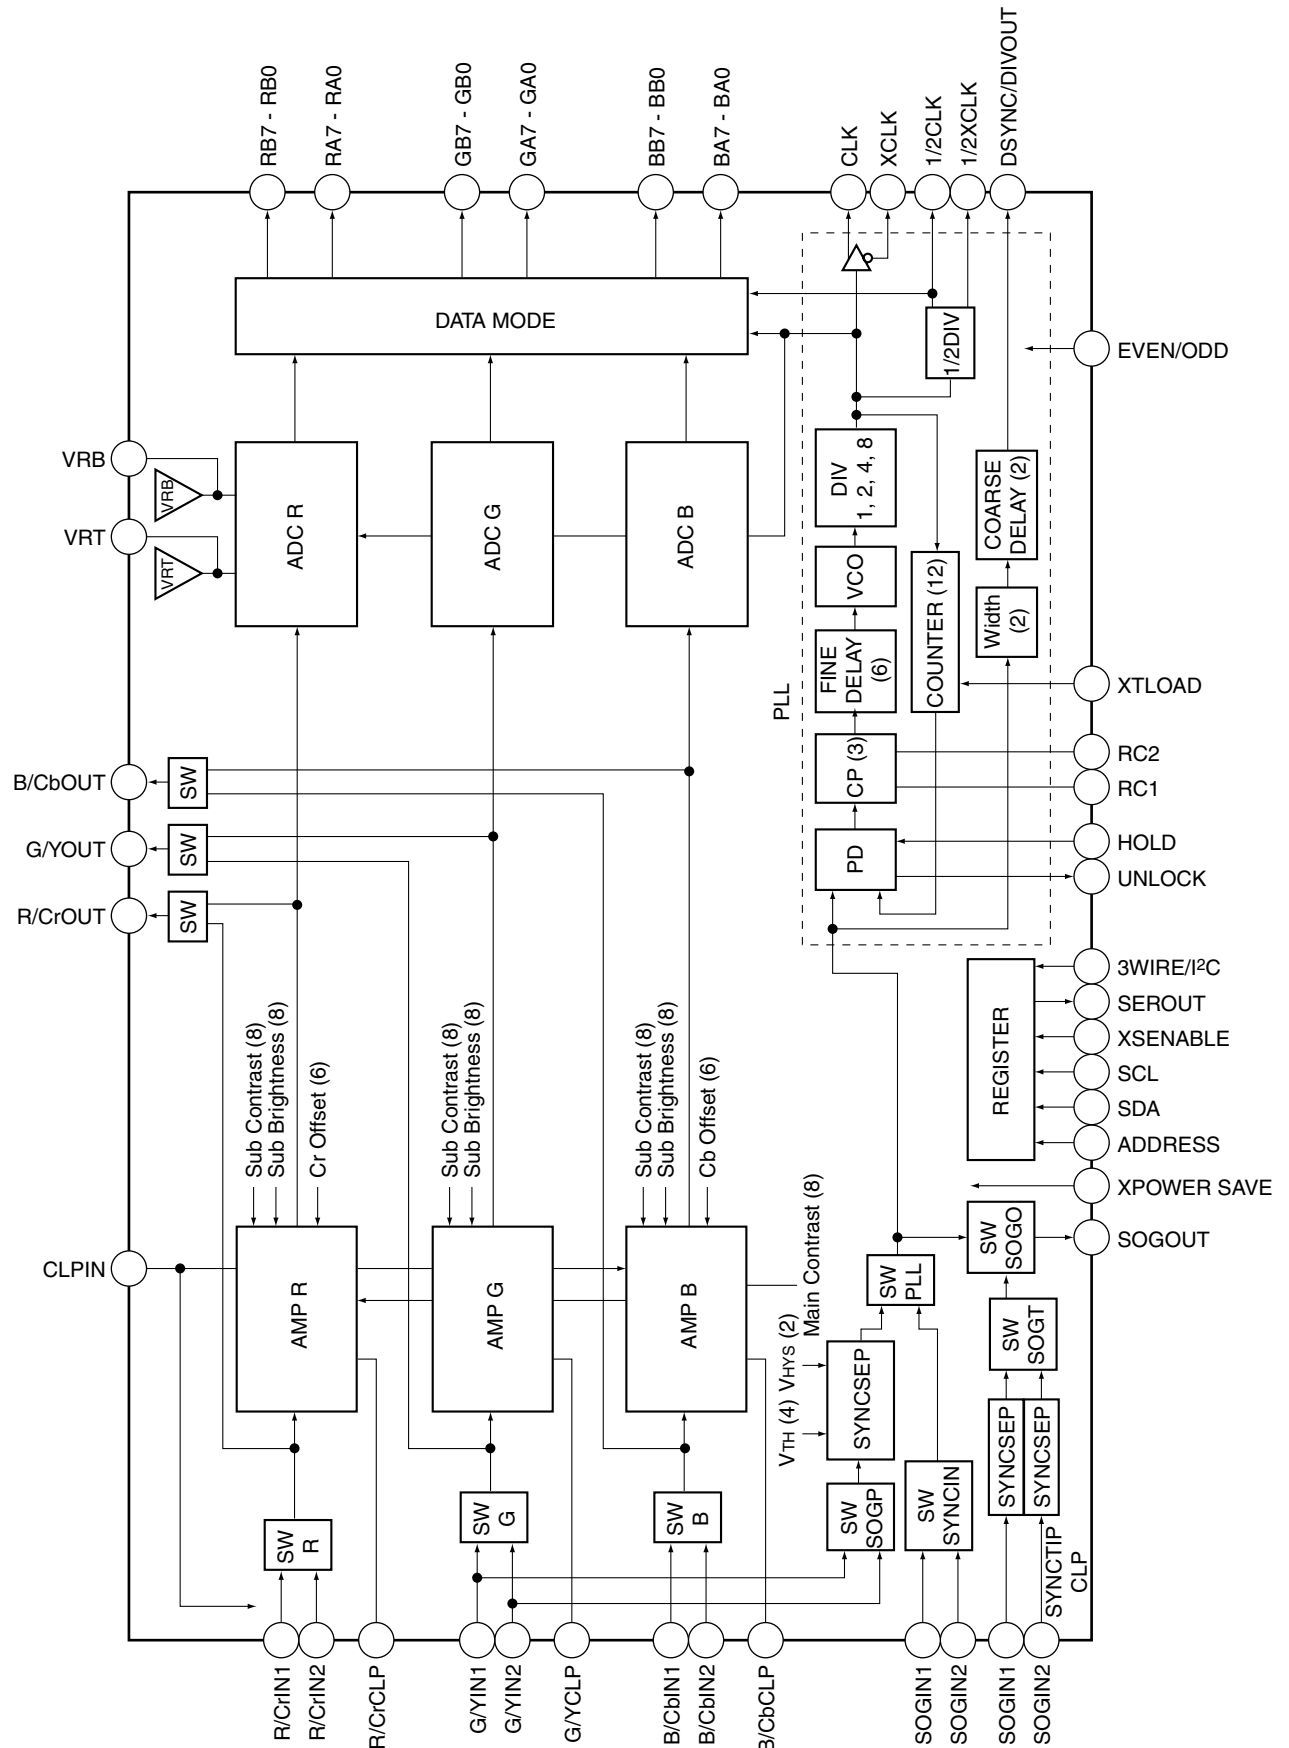 RB7 - RB0
RA7 - RA0
GB7 - GB0
GA7 - GA0
BB7 - BB0
BA7 - BA0
CLK
XCLK
1/2CLK
1/2XCLK
DSYNC/DIVOUT
DATA MODE
1/2DIV
EVEN/ODD
VRB
VRB
VRT
VRT
ADC R
ADC G
ADC B
DIV
1, 2, 4, 8
COARSE
DELAY (2)
VCO
COUNTER (12)
Width
(2)
FINE
DELAY
(6)
PLL
XTLOAD
CP (3)
RC2
RC1
B/CbOUT
SW
G/YOUT
SW
R/CrOUT
SW
PD
HOLD
UNLOCK
REGISTER
3WIRE/I2C
SEROUT
XSENABLE
SCL
SDA
ADDRESS
XPOWER SAVE
SOGOUT
Sub Contrast (8)
Sub Brightness (8)
Cr Offset (6)
Sub Contrast (8)
Sub Brightness (8)
Sub Contrast (8)
Sub Brightness (8)
Cb Offset (6)
Main Contrast (8)
CLPIN
AMP R
AMP G
AMP B
SW
PLL
SW
SOGO
SW
SOGT
VTH (4)
VHYS (2)
SYNCSEP
SYNCSEP
SYNCSEP
SW
R
SW
G
SW
B
SW
SOGP
SW
SYNCIN
SYNCTIP
CLP
R/CrIN1
R/CrIN2
R/CrCLP
G/YIN1
G/YIN2
G/YCLP
B/CbIN1
B/CbIN2
B/CbCLP
SOGIN1
SOGIN2
SOGIN1
SOGIN2